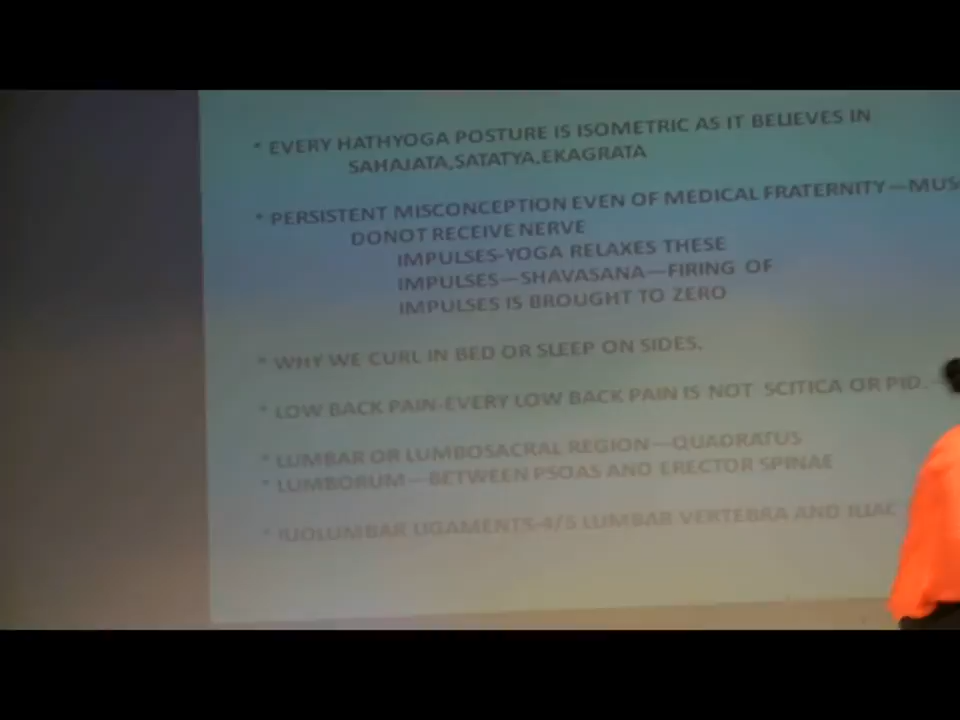 * EVERY HATHYOGA POSTURE IS ISOMETRIC AS IT BELIEVES IN
SAHAJATA,SATATYA,EKAGRATA
* PERSISTENT MISCONCEPTION EVEN OF MEDICAL FRATERNITY—MUS
DONOT RECEIVE NERVE
IMPULSES-YOGA RELAXES THESE
IMPULSES—SHAVASANA—FIRING OF
IMPULSES IS BROUGHT TO ZERO
* WHY WE CURL IN BED OR SLEEP ON SIDES.
* LOW BACK PAIN-EVERY LOW BACK PAIN IS NOT SCITICA OR PID.—
* LUMBAR OR LUMBOSACRAL REGION—QUADRATUS
* LUMBORUM—BETWEEN PSOAS AND ERECTOR SPINAE
* LIGAMENTS-4/5 LUMBAR VERTEBRA AND ILIAC